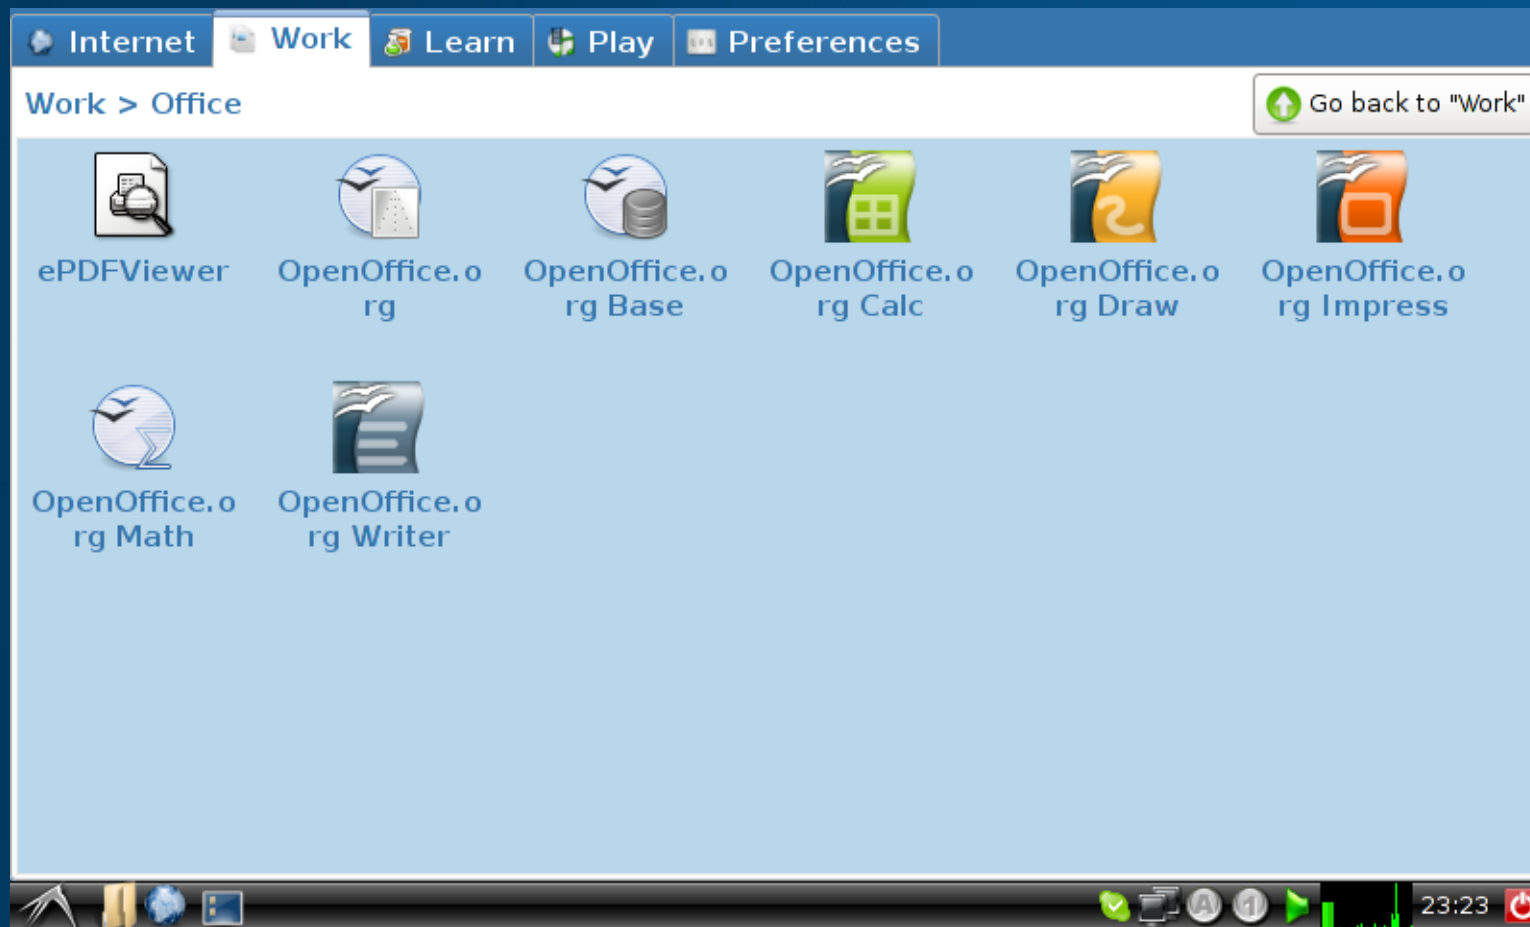 Internet Work Learn Play Preferences
Work > Office
Go back to "Work"
ePDFViewer
OpenOffice.o
rg
OpenOffice.o
rg Base
OpenOffice.o
rg Calc
OpenOffice.o
rg Draw
OpenOffice.o
rg Impress
OpenOffice.o
rg Math
OpenOffice.o
rg Writer
A 1 23:23